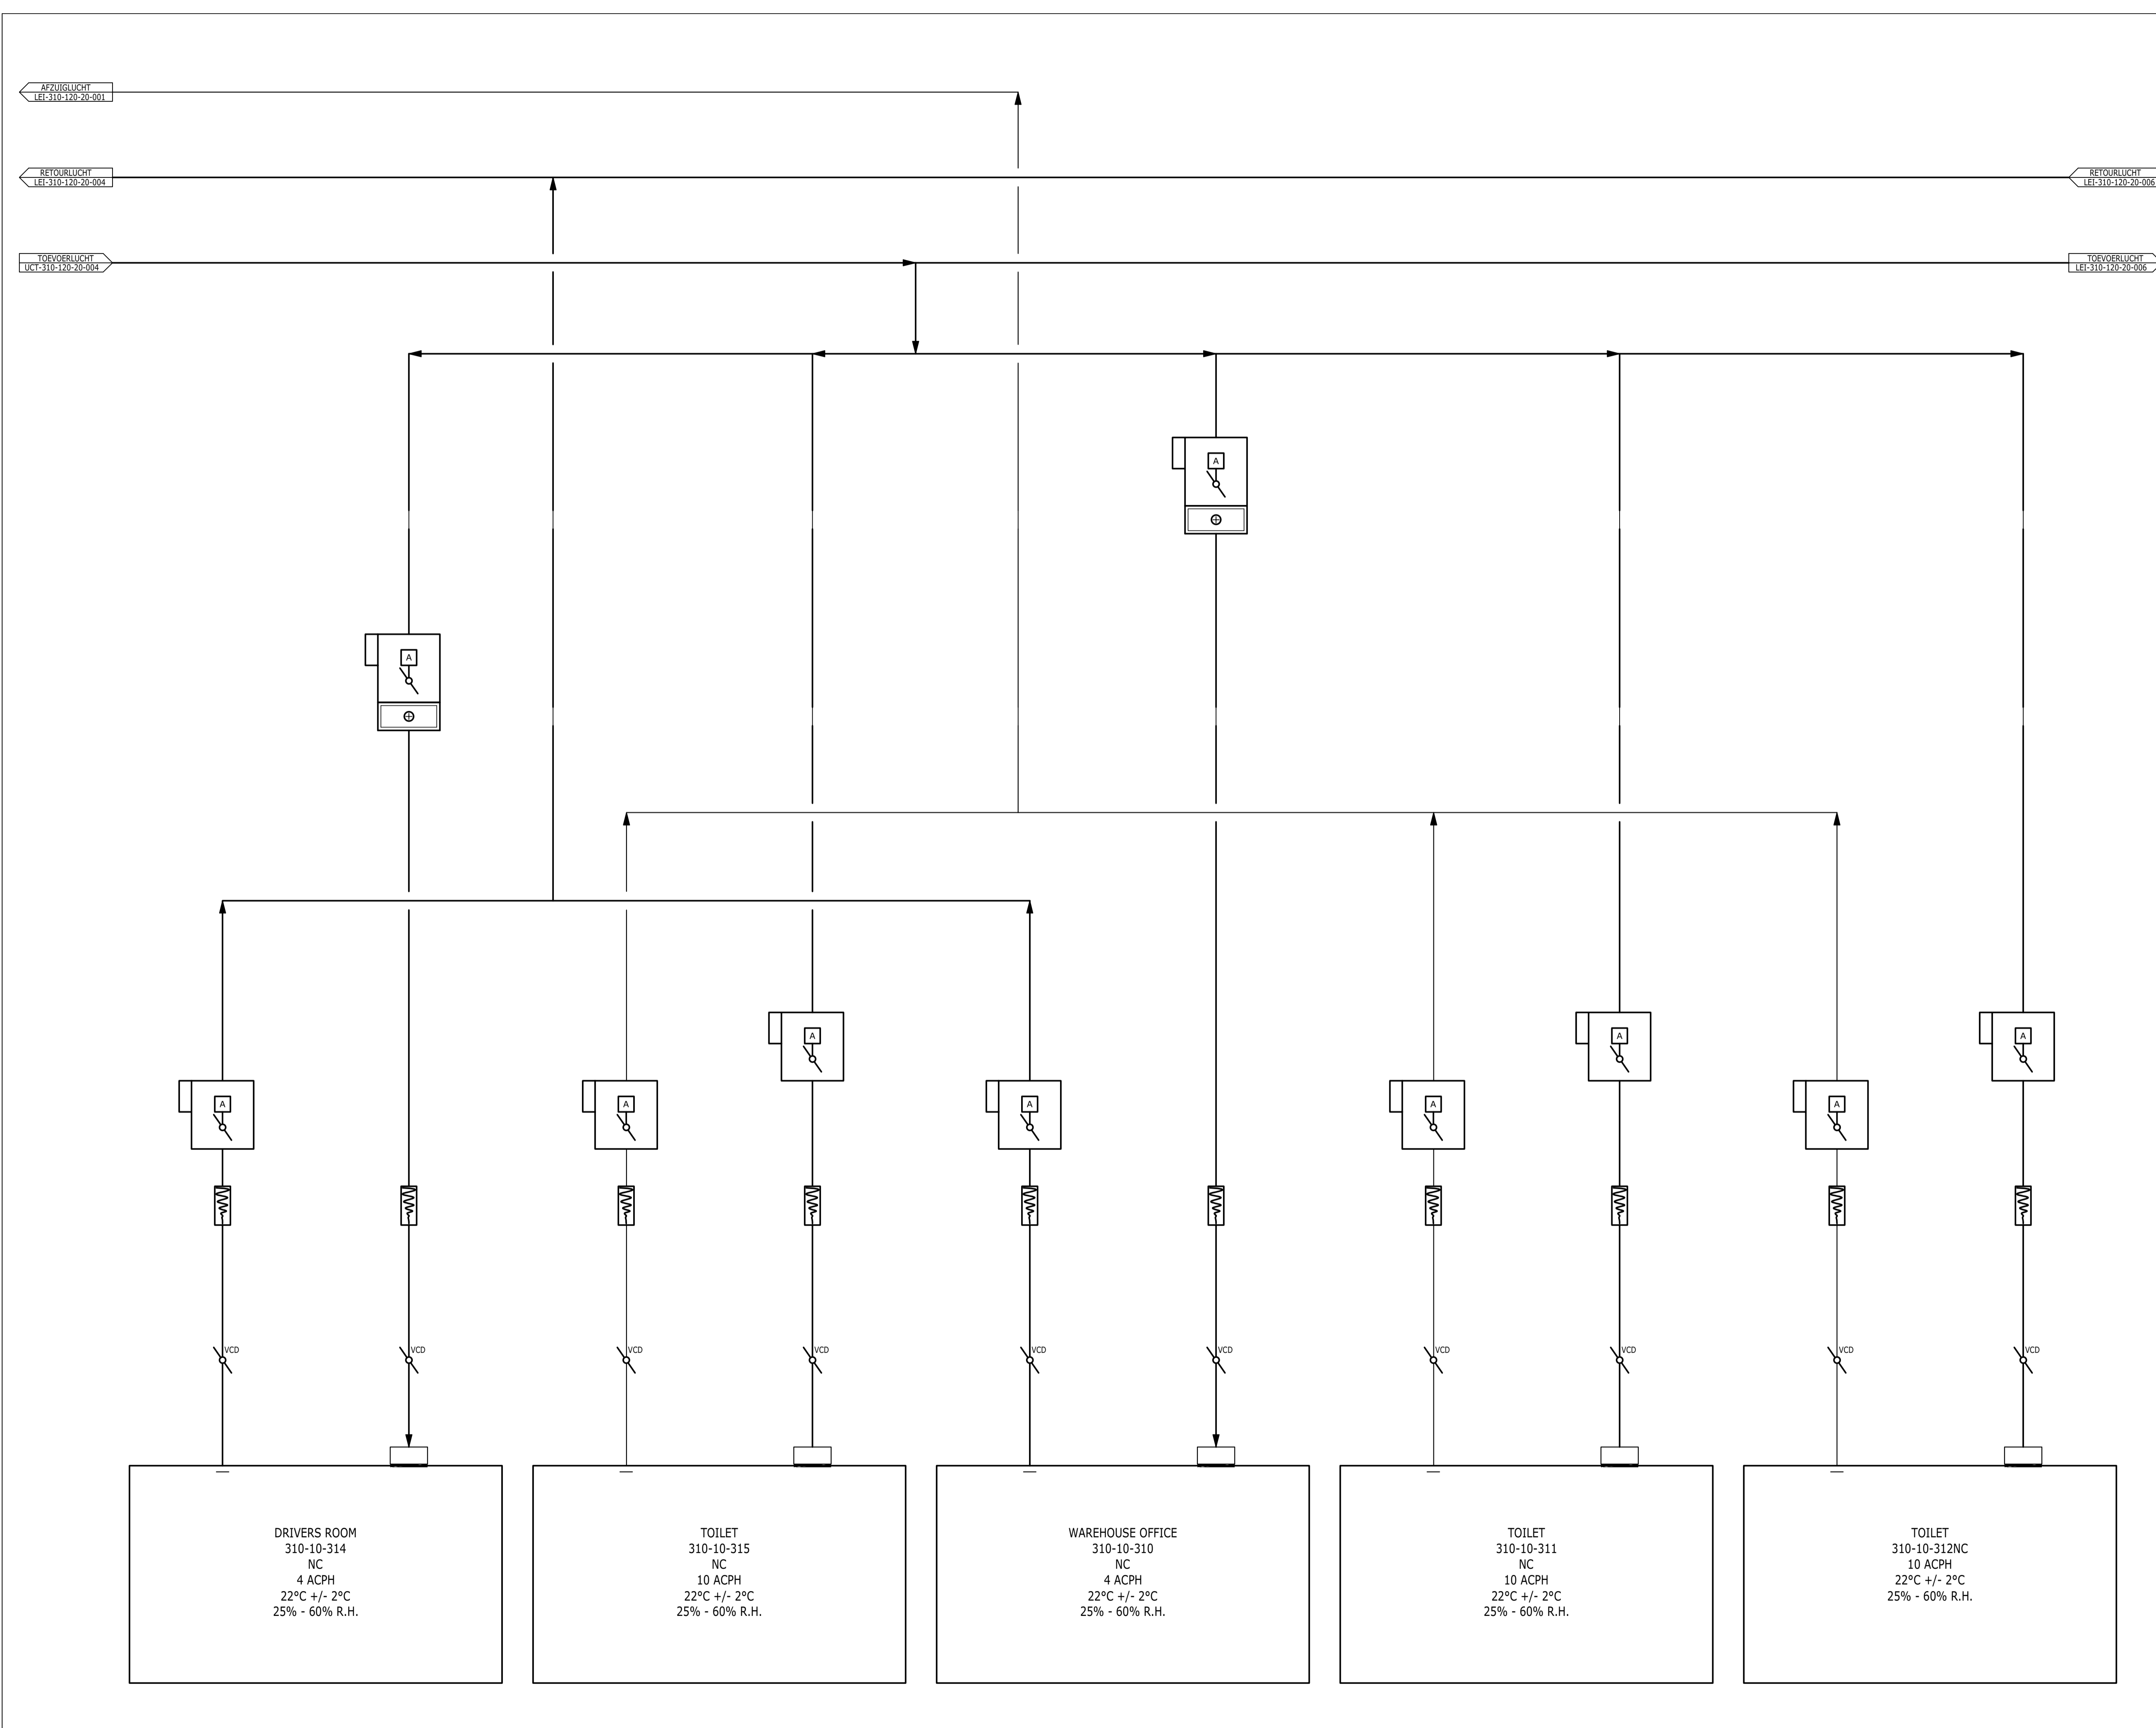 AFZUIGLUCHT
LEI-310-120-20-001
RETOURLUCHT
LEI-310-120-20-004
RETOURLUCHT
LEI-310-120-20-006
TOEVOERLUCHT
UCT-310-120-20-004
TOEVOERLUCHT
LEI-310-120-20-006
A
A
A
A
A
A
A
A
A
A
VCD
VCD
VCD
VCD
VCD
VCD
VCD
VCD
VCD
VCD
DRIVERS ROOM
310-10-314
NC
4 ACPH
22°C +/- 2°C
25% - 60% R.H.
TOILET
310-10-315
NC
10 ACPH
22°C +/- 2°C
25% - 60% R.H.
WAREHOUSE OFFICE
310-10-310
NC
4 ACPH
22°C +/- 2°C
25% - 60% R.H.
TOILET
310-10-311
NC
10 ACPH
22°C +/- 2°C
25% - 60% R.H.
TOILET
310-10-312NC
10 ACPH
22°C +/- 2°C
25% - 60% R.H.